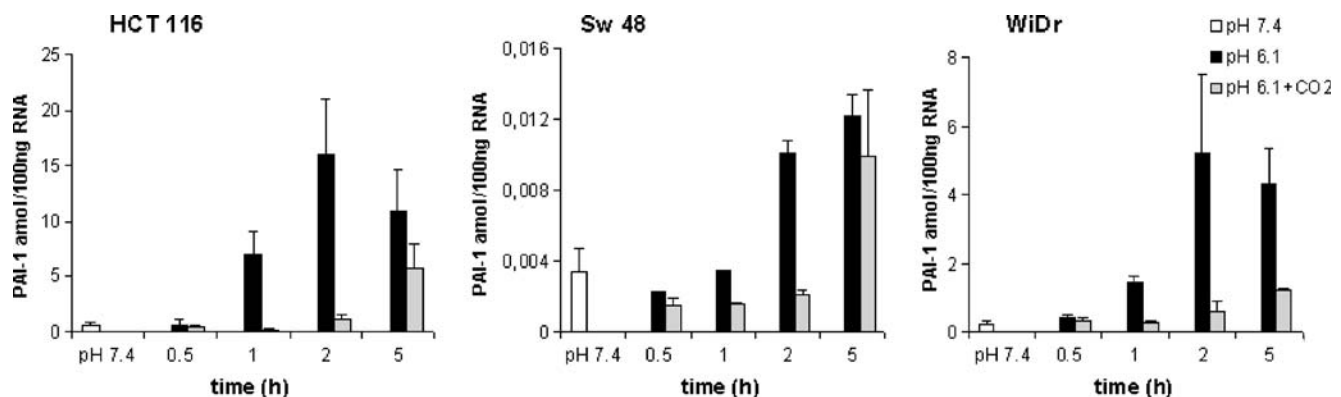 HCT 116
PAI-1 amol/100ng RNA
25
20
15
10
5
0
pH 7.4 0.5 1 2 5
time (h)
Sw 48
PAI-1 amol/100ng RNA
0,016
0,012
0,008
0,004
0
pH 7.4 0.5 1 2 5
time (h)
WiDr
PAI-1 amol/100ng RNA
8
6
4
2
0
pH 7.4 0.5 1 2 5
time (h)
pH 7.4
pH 6.1
pH 6.1+CO2